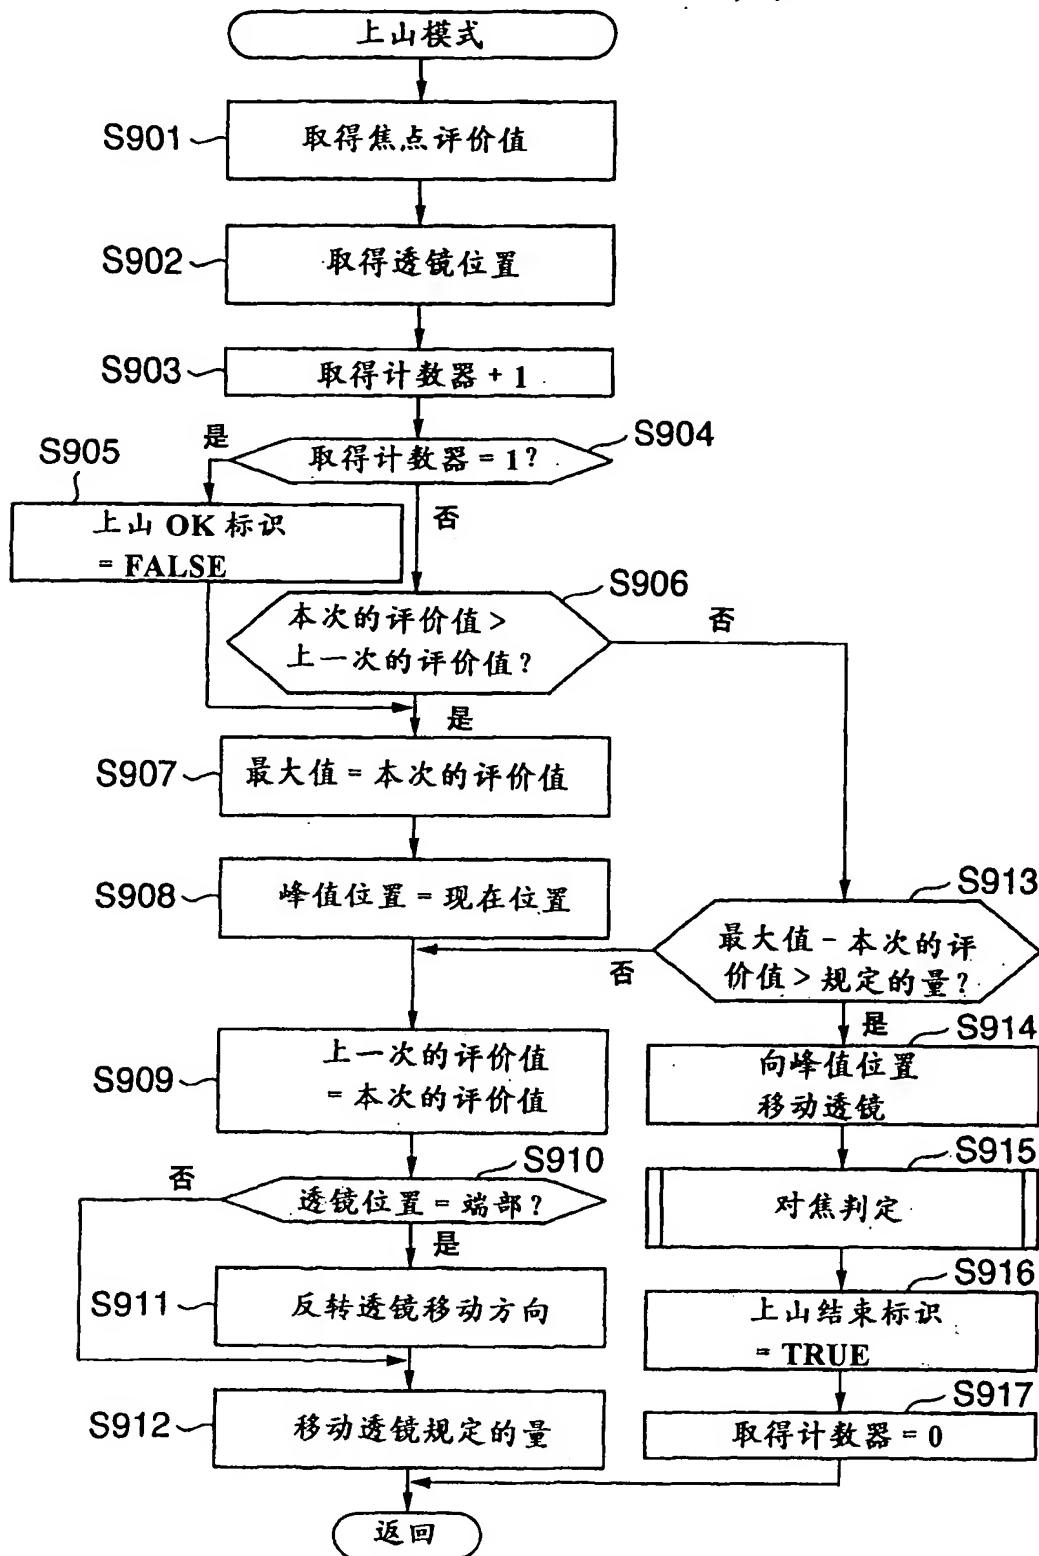 上山模式
S901
取得焦点评价值
S902
取得透镜位置
S903
取得计数器 + 1
S904
取得计数器 = 1?
是
否
S905
上山 OK 标识
= FALSE
S906
本次的评价值 >
上一次的评价值?
否
是
S907
最大值 = 本次的评价值
S908
峰值位置 = 现在位置
S913
最大值 - 本次的评
价值 > 规定的量?
否
是
S909
上一次的评价值
= 本次的评价值
S914
向峰值位置
移动透镜
S910
透镜位置 = 端部?
否
是
S915
对焦判定
S911
反转透镜移动方向
S916
上山结束标识
= TRUE
S912
移动透镜规定的量
S917
取得计数器 = 0
返回